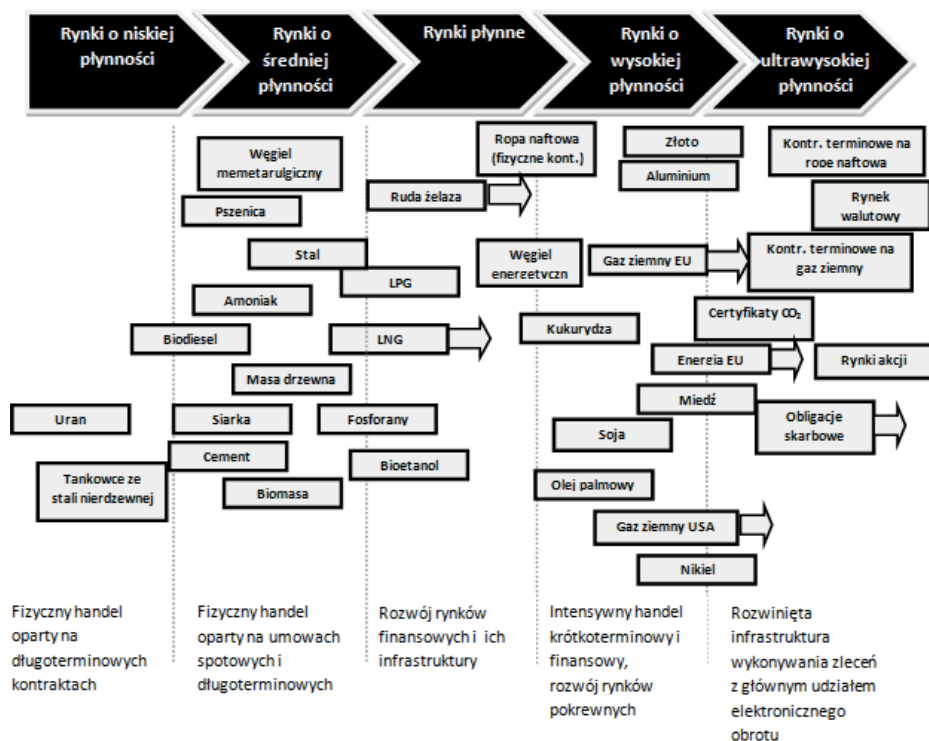 Rynki o niskiej
płynności
Rynki o
średniej
płynności
Rynki płynne
Rynki o
wysokiej
płynności
Rynki o
ultrawysokiej
płynności
Węgiel
memetarulgiczny
Pszenica
Stal
Amoniak
Biodiesel
Masa drzewna
Uran
Siarka
Cement
Tankowce ze
stali nierdzewnej
Biomasa
Ropa naftowa
(fizyczne kont.)
Ruda żelaza
LPG
Węgiel
energetyczn
LNG
Fosforany
Bioetanol
Złoto
Aluminium
Gaz ziemny EU
Kukurydza
Energia EU
Miedź
Soja
Olej palmowy
Gaz ziemny USA
Nikiel
Kontr. terminowe na
ropę naftowa
Rynek
walutowy
Kontr. terminowe na
gaz ziemny
Certyfikaty CO₂
Rynki akcji
Obligacje
skarbowe
Fizyczny handel
oparty na
długoterminowych
kontraktach
Fizyczny handel
oparty na umowach
spotowych i
długoterminowych
Rozwój rynków
finansowych i ich
infrastruktury
Intensywny handel
krótkoterminowy i
finansowy,
rozwój rynków
pokrewnych
Rozwinięta
infrastruktura
wykonywania zleceń
z głównym udziałem
elektronicznego
obrotu